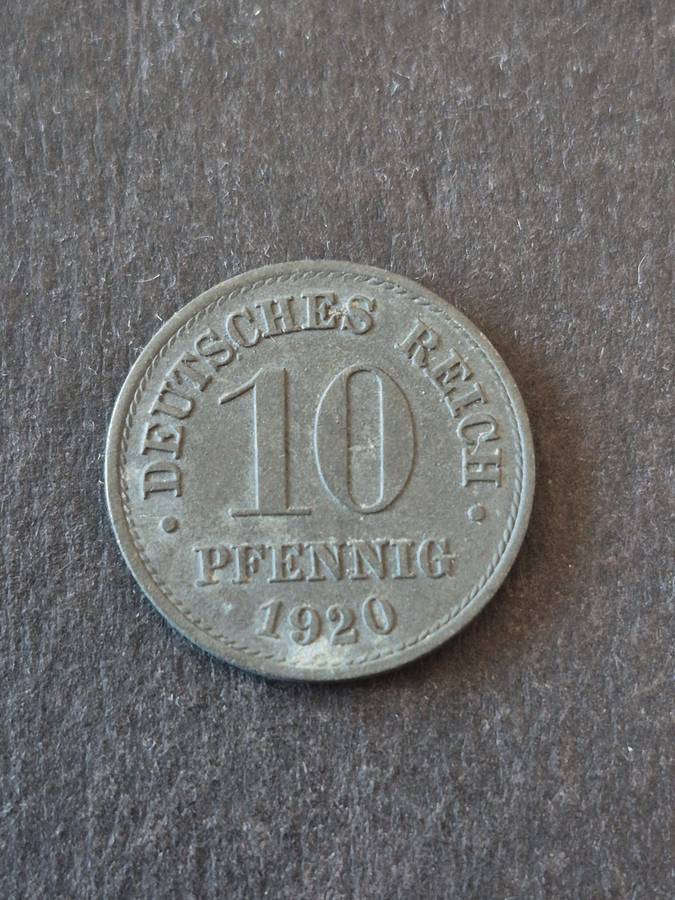 · DEUTSCHES REICH ·
10
PFENNIG
1920